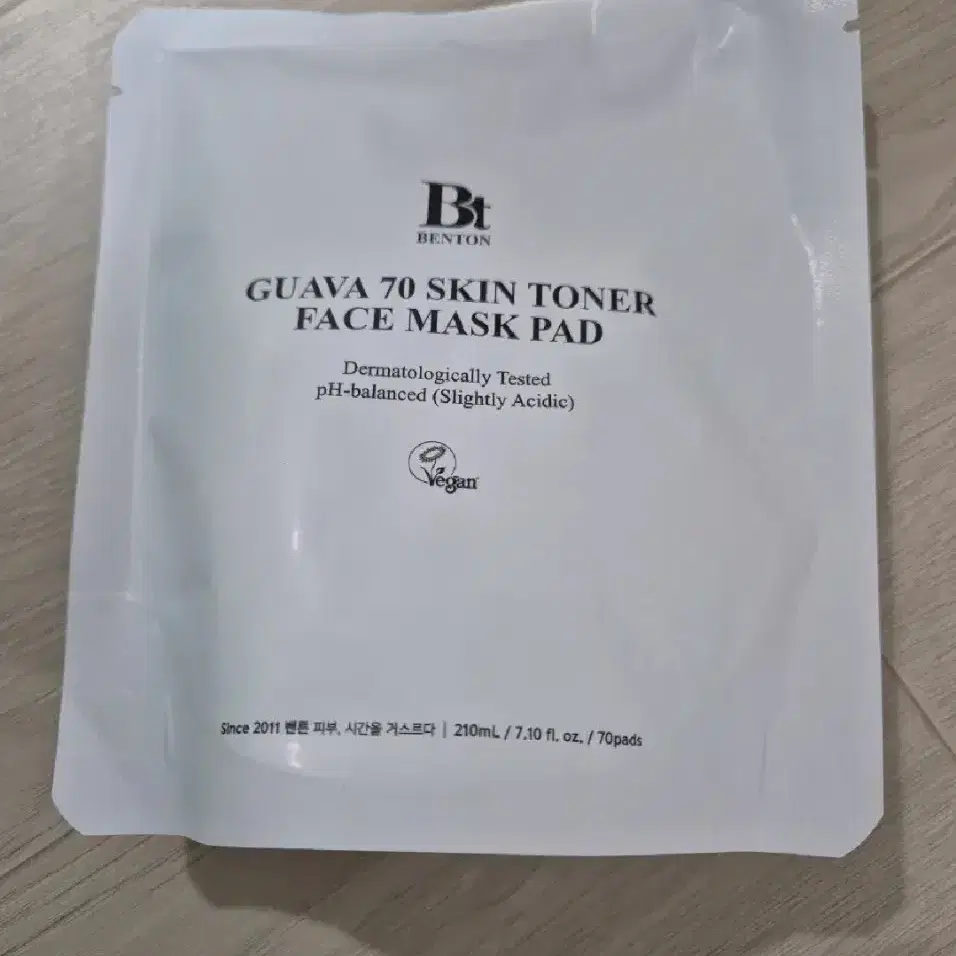 Bt
BENTON
GUAVA 70 SKIN TONER
FACE MASK PAD
Dermatologically Tested
pH-balanced (Slightly Acidic)
Vegan
Since 2011 벤튼 피부, 시간을 거스르다 | 210mL / 7.10 fl. oz. / 70pads